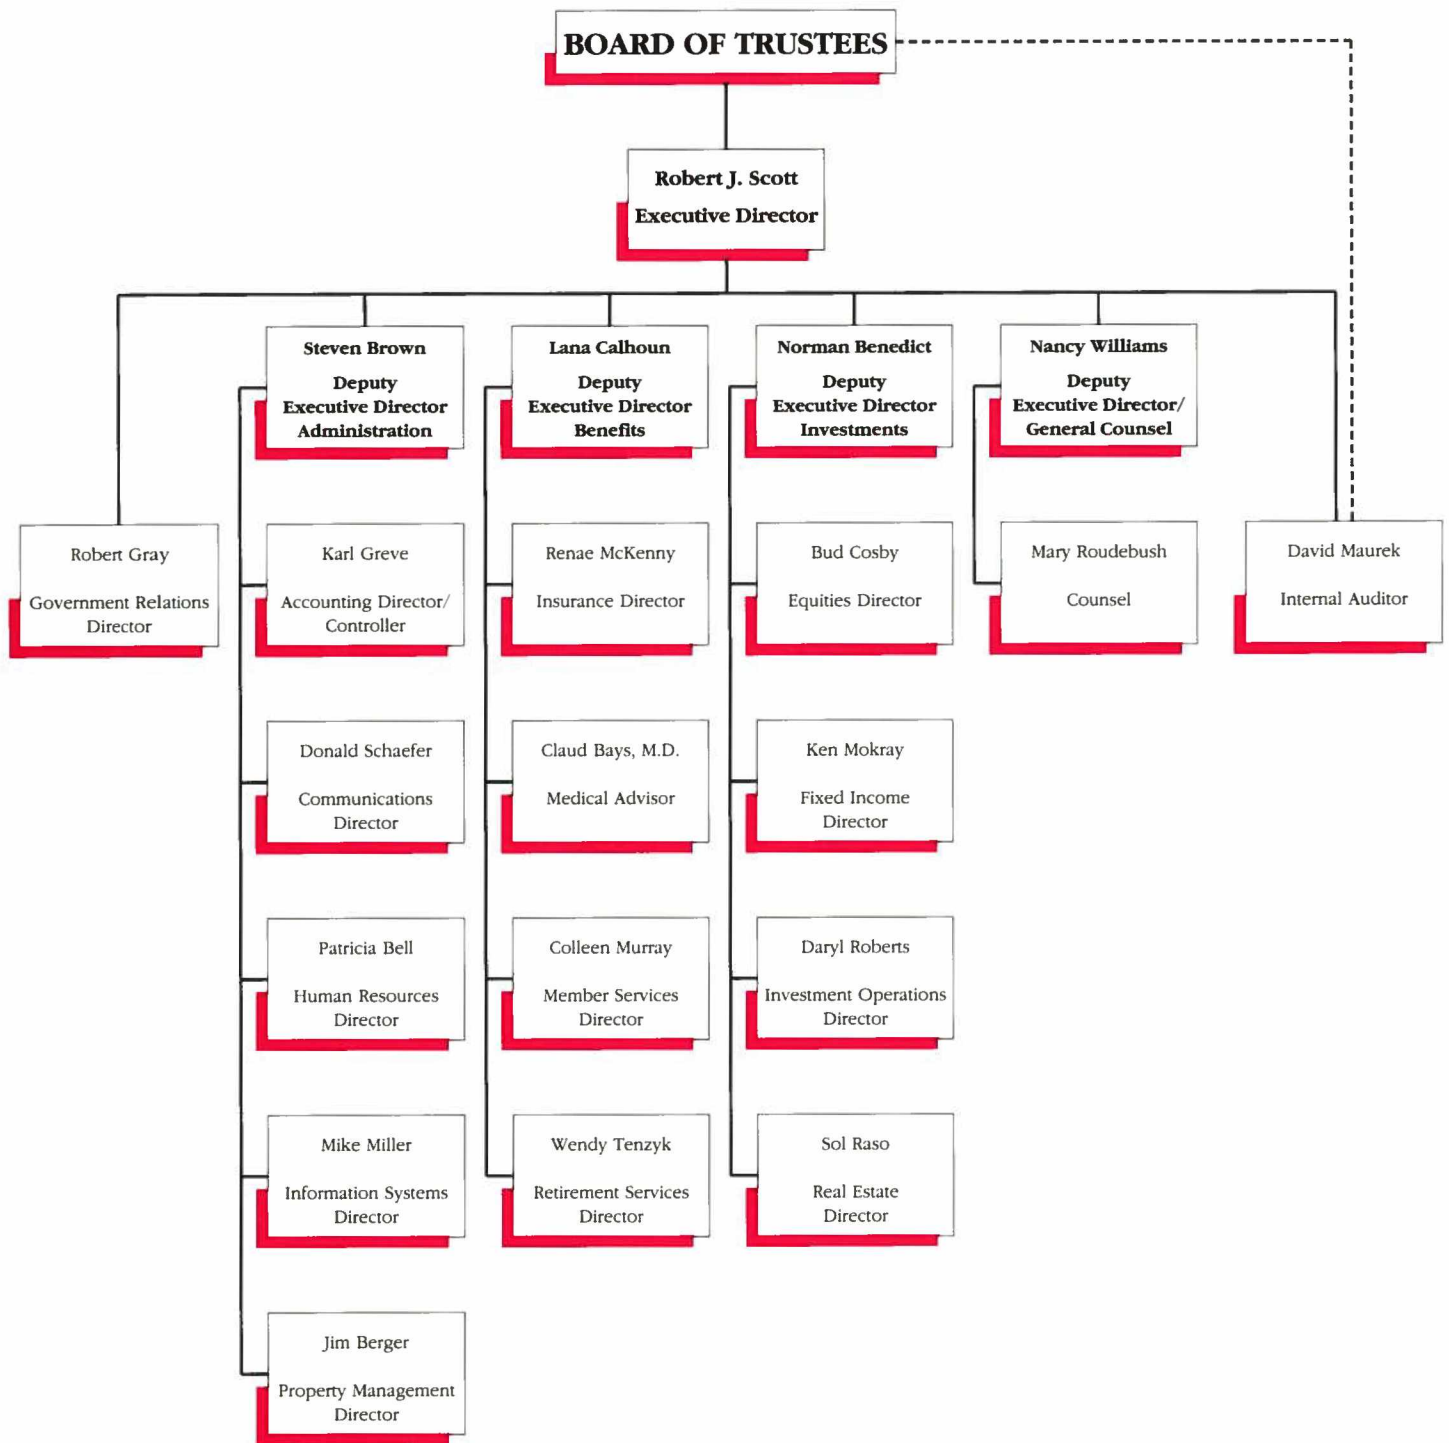 BOARD OF TRUSTEES
Robert J. Scott
Executive Director
Steven Brown
Deputy
Executive Director
Administration
Lana Calhoun
Deputy
Executive Director
Benefits
Norman Benedict
Deputy
Executive Director
Investments
Nancy Williams
Deputy
Executive Director/
General Counsel
Robert Gray
Government Relations
Director
Karl Greve
Accounting Director/
Controller
Renae McKenny
Insurance Director
Bud Cosby
Equities Director
Mary Roudebush
Counsel
David Maurek
Internal Auditor
Donald Schaefer
Communications
Director
Claud Bays, M.D.
Medical Advisor
Ken Mokray
Fixed Income
Director
Patricia Bell
Human Resources
Director
Colleen Murray
Member Services
Director
Daryl Roberts
Investment Operations
Director
Mike Miller
Information Systems
Director
Wendy Tenzyk
Retirement Services
Director
Sol Raso
Real Estate
Director
Jim Berger
Property Management
Director